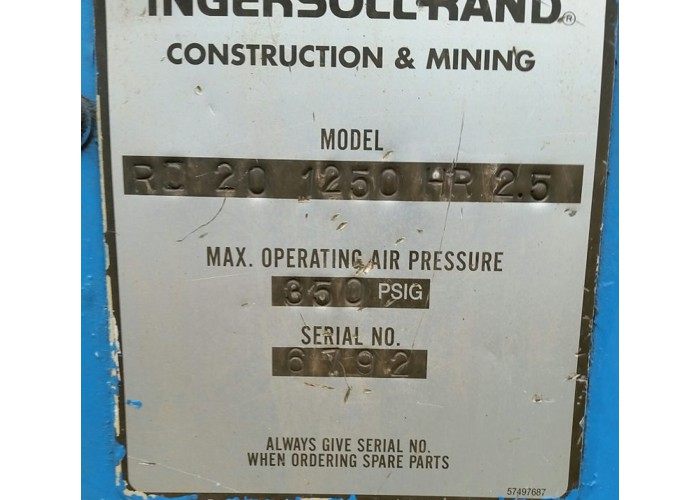 INGERSOLL-RAND®
CONSTRUCTION & MINING
MODEL
RD 20 1250 HR 2.5
MAX. OPERATING AIR PRESSURE
350 PSIG
SERIAL NO.
6792
ALWAYS GIVE SERIAL NO.
WHEN ORDERING SPARE PARTS
57497687